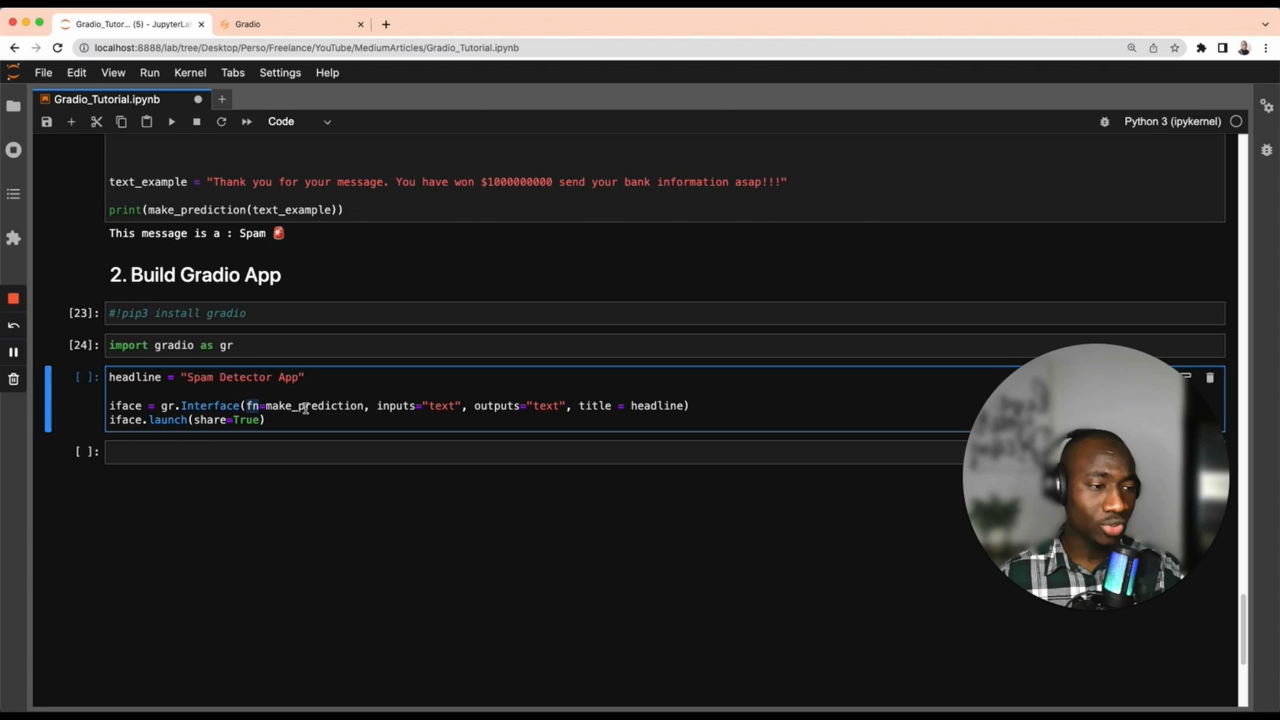 Gradio_Tutor... (5) - JupyterLa
Gradio
localhost:8888/lab/tree/Desktop/Perso/Freelance/YouTube/MediumArticles/Gradio_Tutorial.ipynb
File Edit View Run Kernel Tabs Settings Help
Gradio_Tutorial.ipynb
Code
Python 3 (ipykernel)
text_example = "Thank you for your message. You have won $1000000000 send your bank information asap!!!"
print(make_prediction(text_example))
This message is a : Spam 🚨
2. Build Gradio App
[23]: #!pip3 install gradio
[24]: import gradio as gr
[ ]: headline = "Spam Detector App"
iface = gr.Interface(fn=make_prediction, inputs="text", outputs="text", title = headline)
iface.launch(share=True)
[ ]: